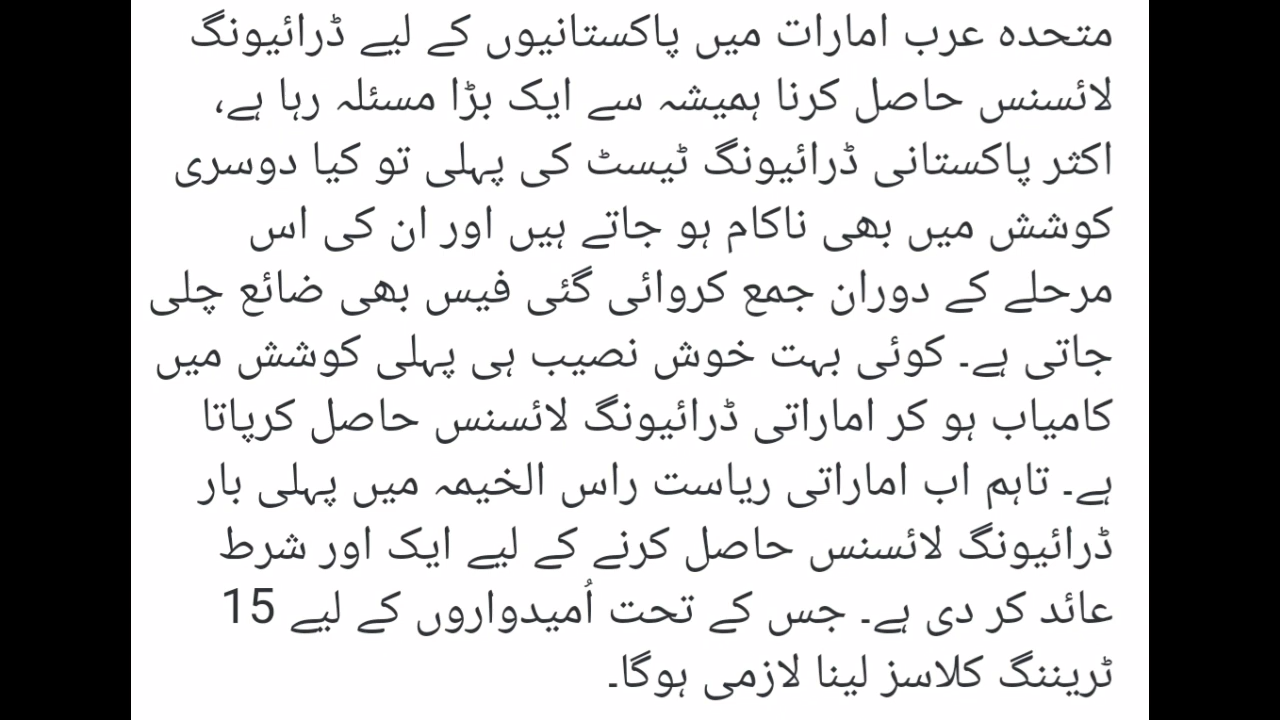 متحدہ عرب امارات میں پاکستانیوں کے لیے ڈرائیونگ
لائسنس حاصل کرنا ہمیشہ سے ایک بڑا مسئلہ رہا ہے،
اکثر پاکستانی ڈرائیونگ ٹیسٹ کی پہلی تو کیا دوسری
کوشش میں بھی ناکام ہو جاتے ہیں اور ان کی اس
مرحلے کے دوران جمع کروائی گئی فیس بھی ضائع چلی
جاتی ہے۔ کوئی بہت خوش نصیب ہی پہلی کوشش میں
کامیاب ہو کر اماراتی ڈرائیونگ لائسنس حاصل کرپاتا
ہے۔ تاہم اب اماراتی ریاست راس الخیمہ میں پہلی بار
ڈرائیونگ لائسنس حاصل کرنے کے لیے ایک اور شرط
عائد کر دی ہے۔ جس کے تحت اُمیدواروں کے لیے 15
ٹریننگ کلاسز لینا لازمی ہوگا۔